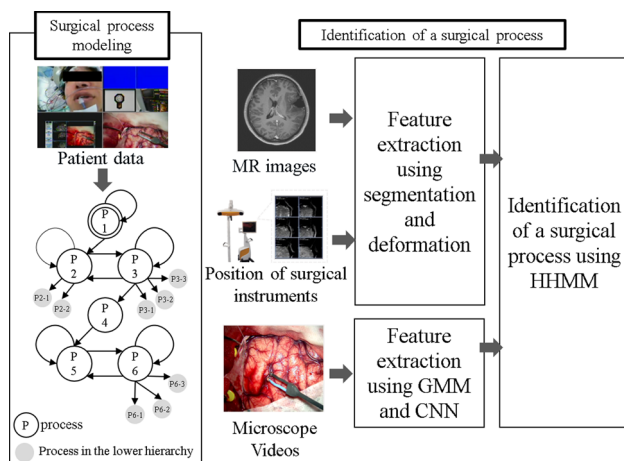 Surgical process
modeling
Patient data
P
1
P
2
P
3
P3-3
P2-1
P2-2
P3-2
P3-1
P
4
P
5
P
6
P6-3
P6-2
P6-1
P process
Process in the lower hierarchy
Identification of a surgical process
MR images
Position of surgical
instruments
Microscope
Videos
Feature
extraction
using
segmentation
and
deformation
Feature
extraction
using GMM
and CNN
Identification
of a surgical
process using
HHMM